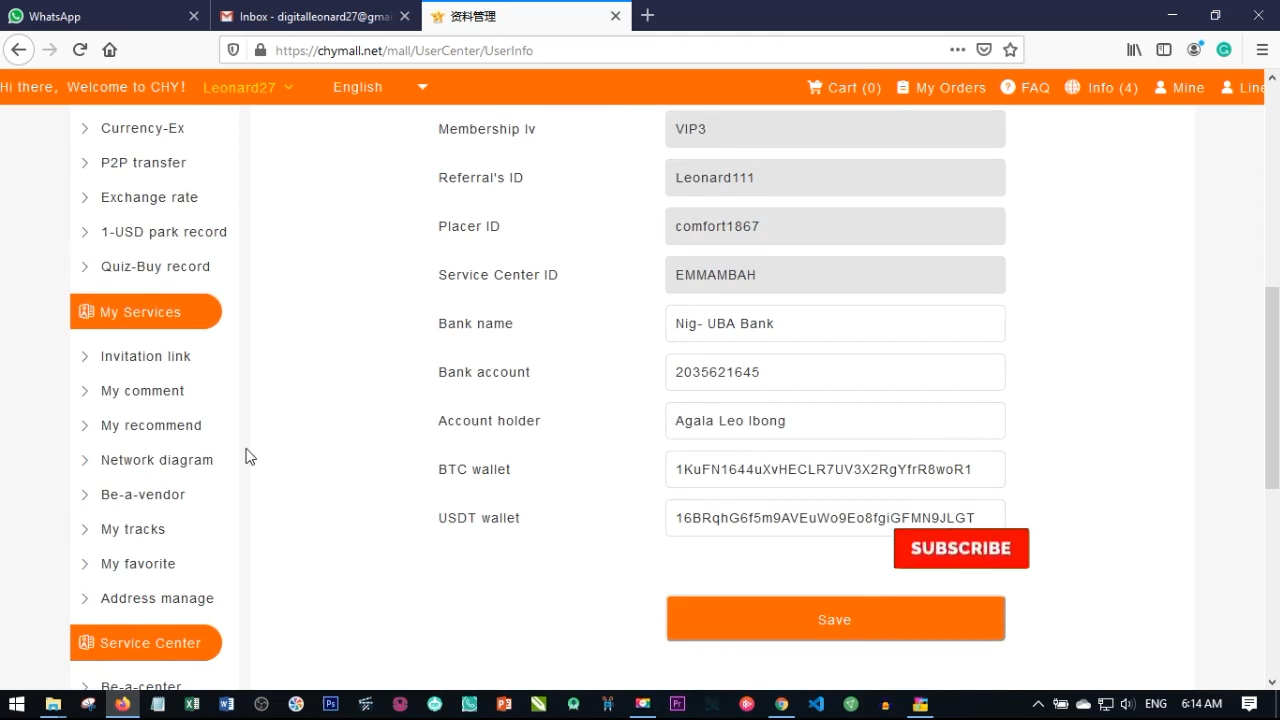 WhatsApp
Inbox - digitalleonard27@gmai
资料管理
https://chymall.net/mall/UserCenter/UserInfo
Hi there, Welcome to CHY! Leonard27 English Cart (0) My Orders FAQ Info (4) Mine Line
Currency-Ex
P2P transfer
Exchange rate
1-USD park record
Quiz-Buy record
My Services
Invitation link
My comment
My recommend
Network diagram
Be-a-vendor
My tracks
My favorite
Address manage
Service Center
Be-a-center
Membership lv VIP3
Referral's ID Leonard111
Placer ID comfort1867
Service Center ID EMMAMBAH
Bank name Nig- UBA Bank
Bank account 2035621645
Account holder Agala Leo Ibong
BTC wallet 1KuFN1644uXvHECLR7UV3X2RgYfrR8woR1
USDT wallet 16BRqhG6f5m9AVEuWo9Eo8fgiGFMN9JLGT
SUBSCRIBE
Save
ENG 6:14 AM